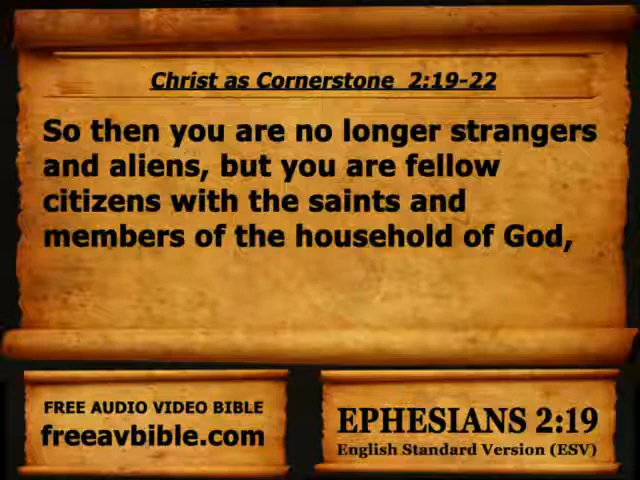 Christ as Cornerstone 2:19-22
So then you are no longer strangers
and aliens, but you are fellow
citizens with the saints and
members of the household of God,
FREE AUDIO VIDEO BIBLE
freeavbible.com
EPHESIANS 2:19
English Standard Version (ESV)